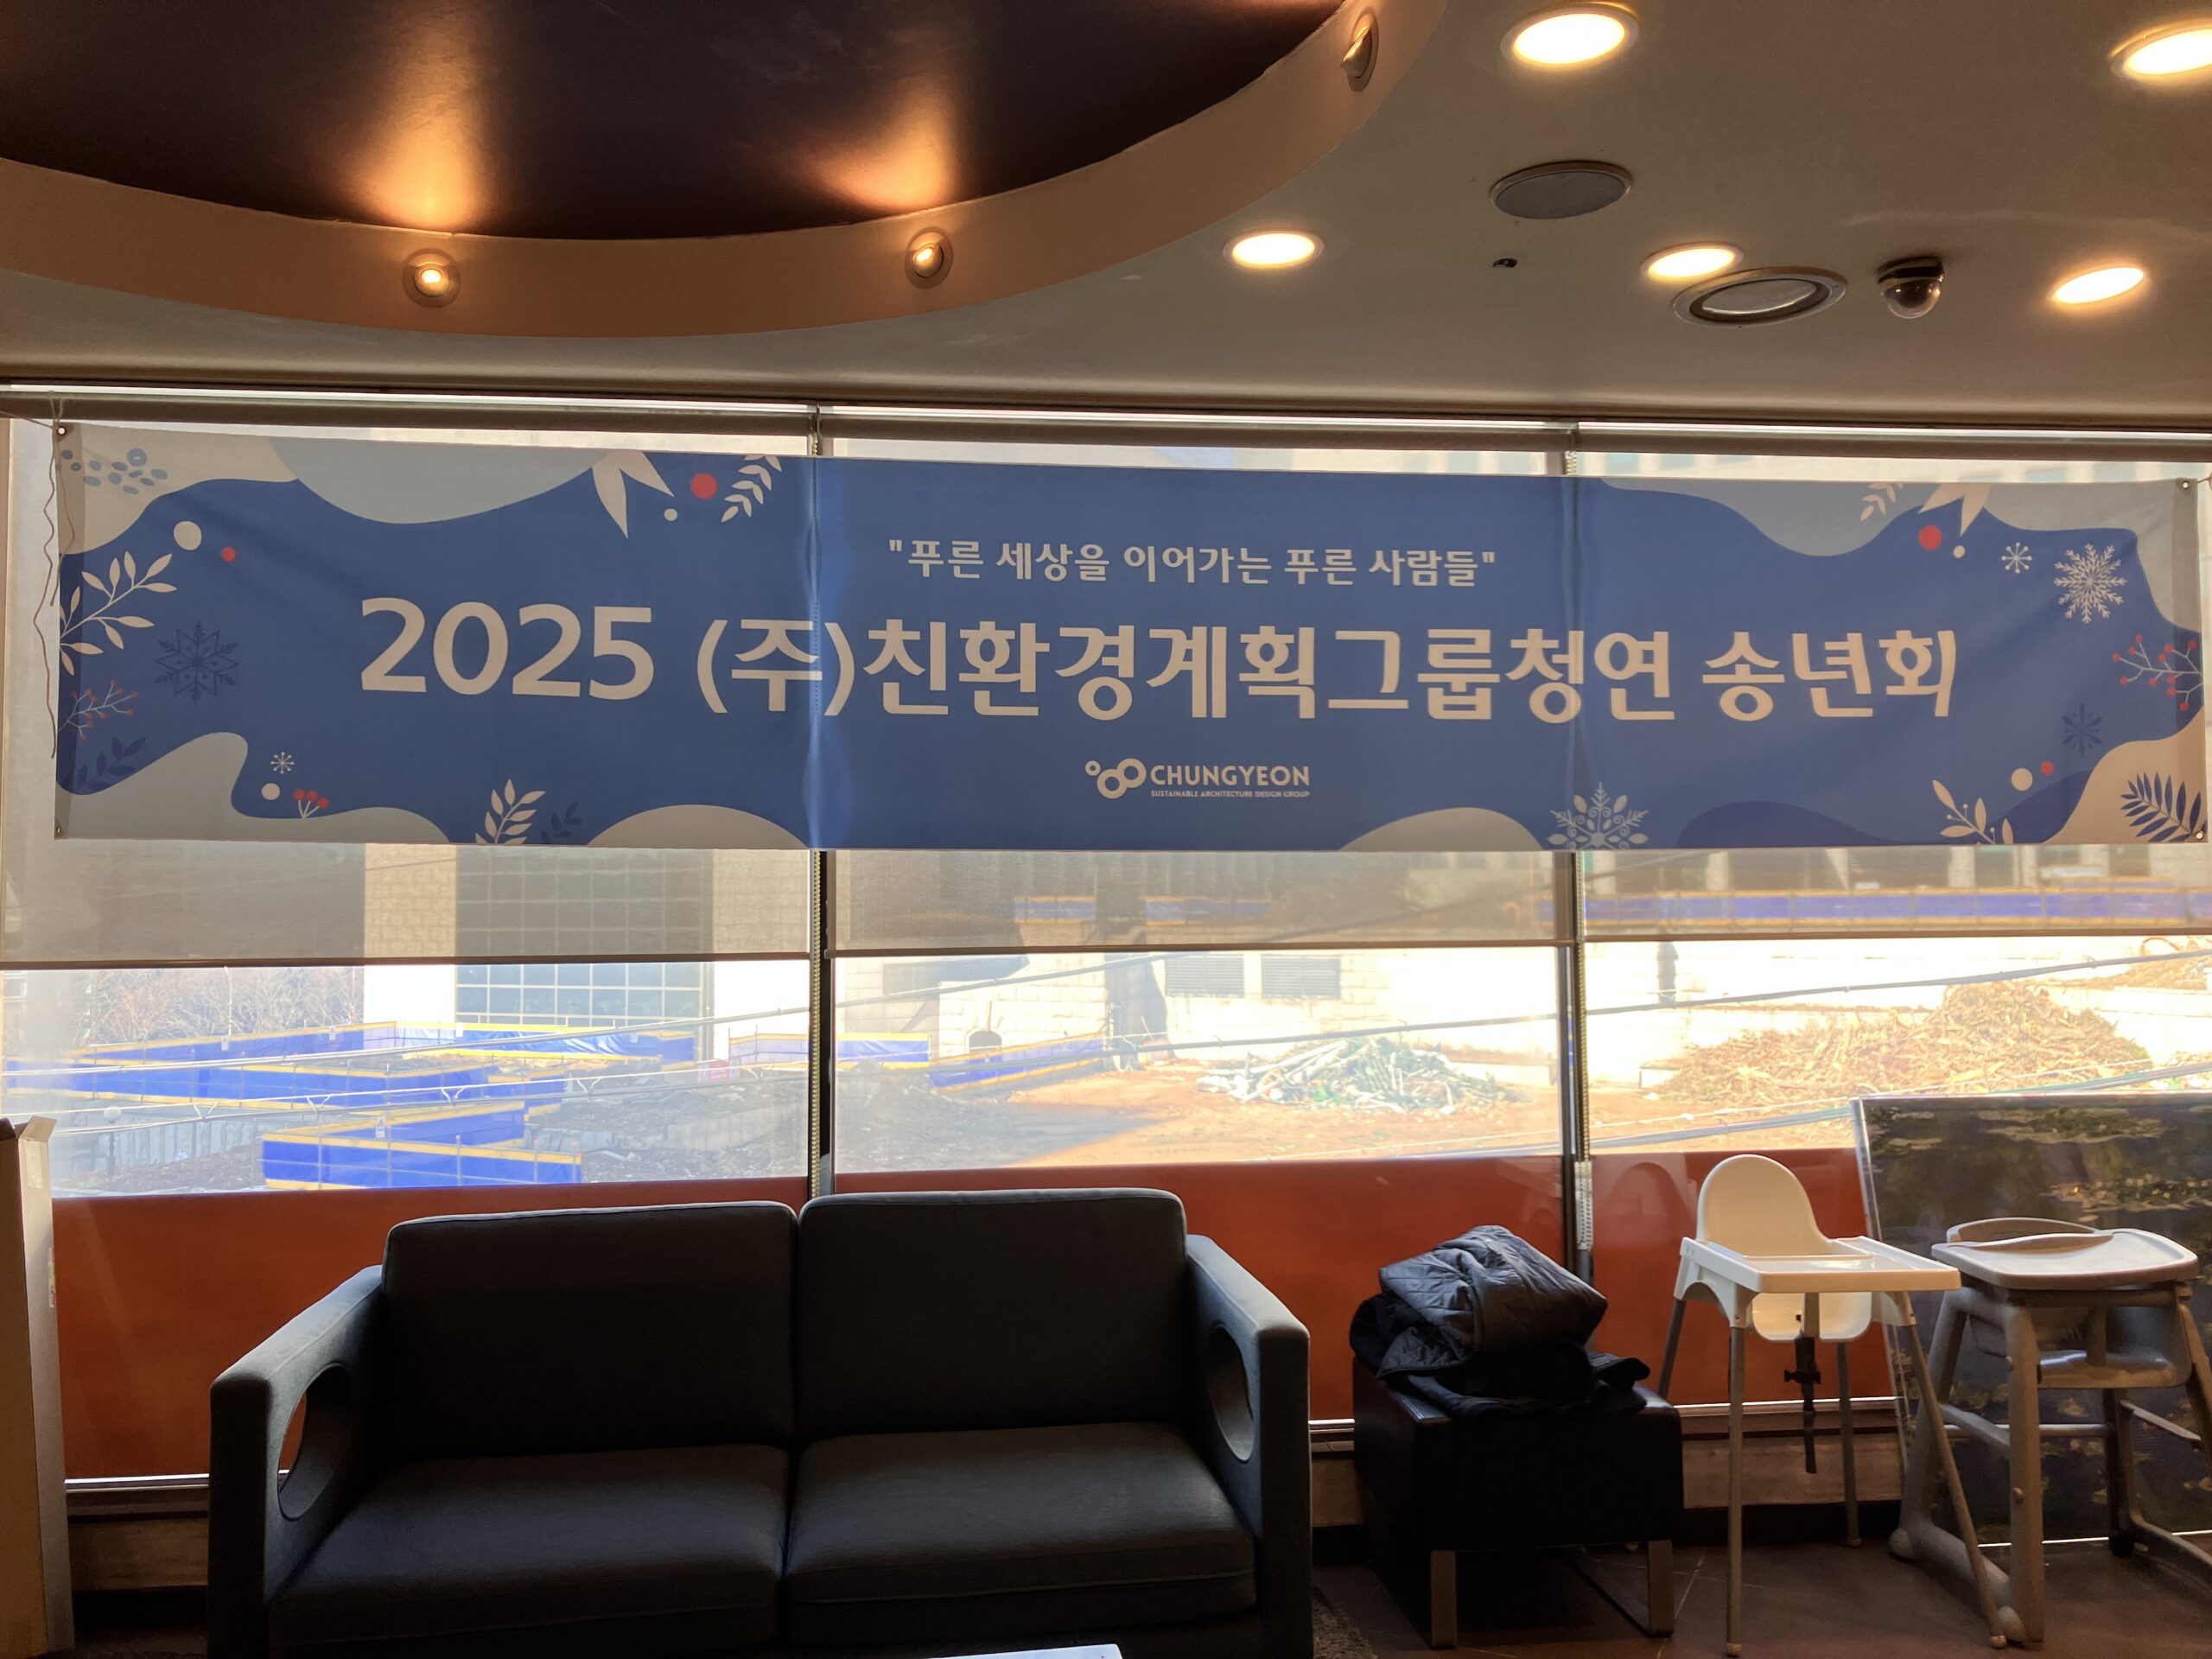 "푸른 세상을 이어가는 푸른 사람들"
2025 (주)친환경계획그룹청연 송년회
CHUNGYEON
SUSTAINABLE ARCHITECTURE DESIGN GROUP